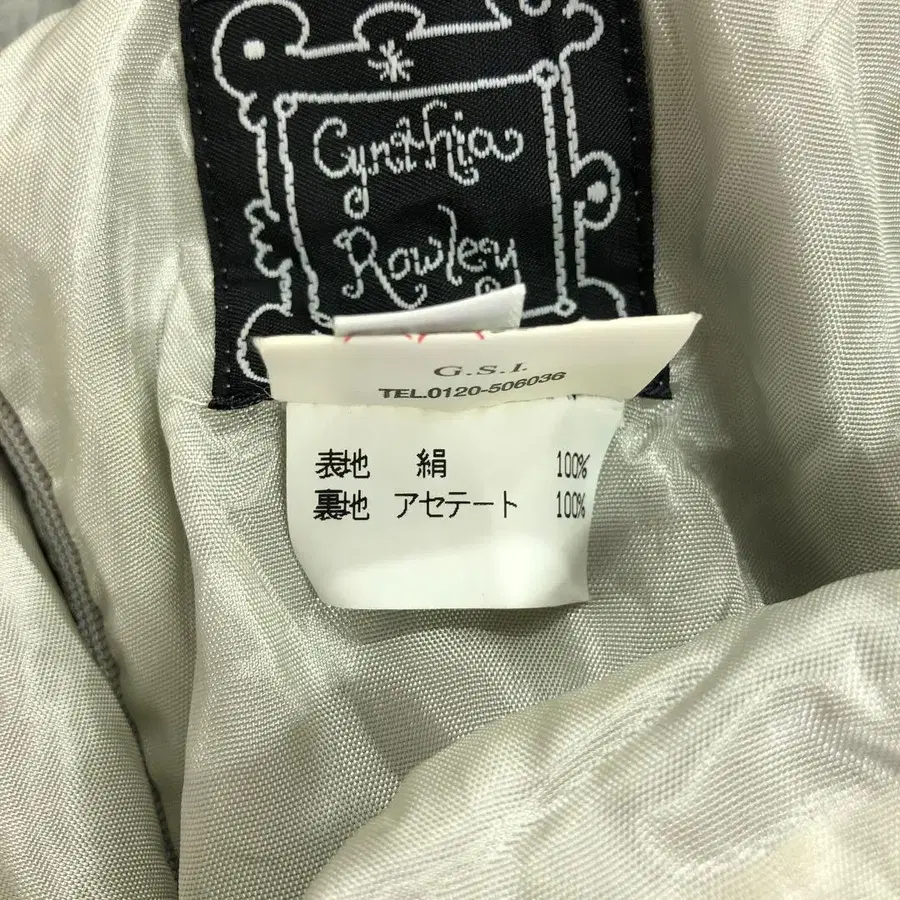 Cynthia
Rowley
G.S.I.
TEL.0120-506036
表地 絹 100%
裏地 アセテート 100%